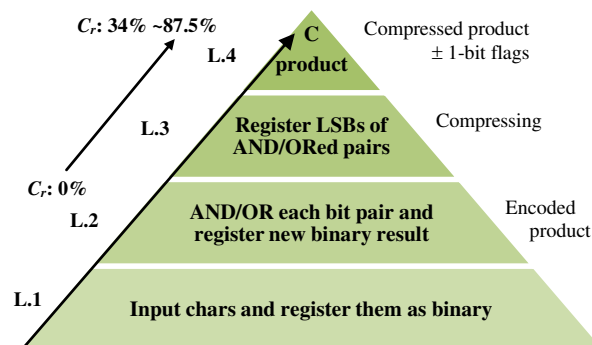 C_r: 34% ~87.5%
L.4
C
product
Compressed product
± 1-bit flags
L.3
Register LSBs of
AND/ORed pairs
Compressing
C_r: 0%
L.2
AND/OR each bit pair and
register new binary result
Encoded
product
L.1
Input chars and register them as binary